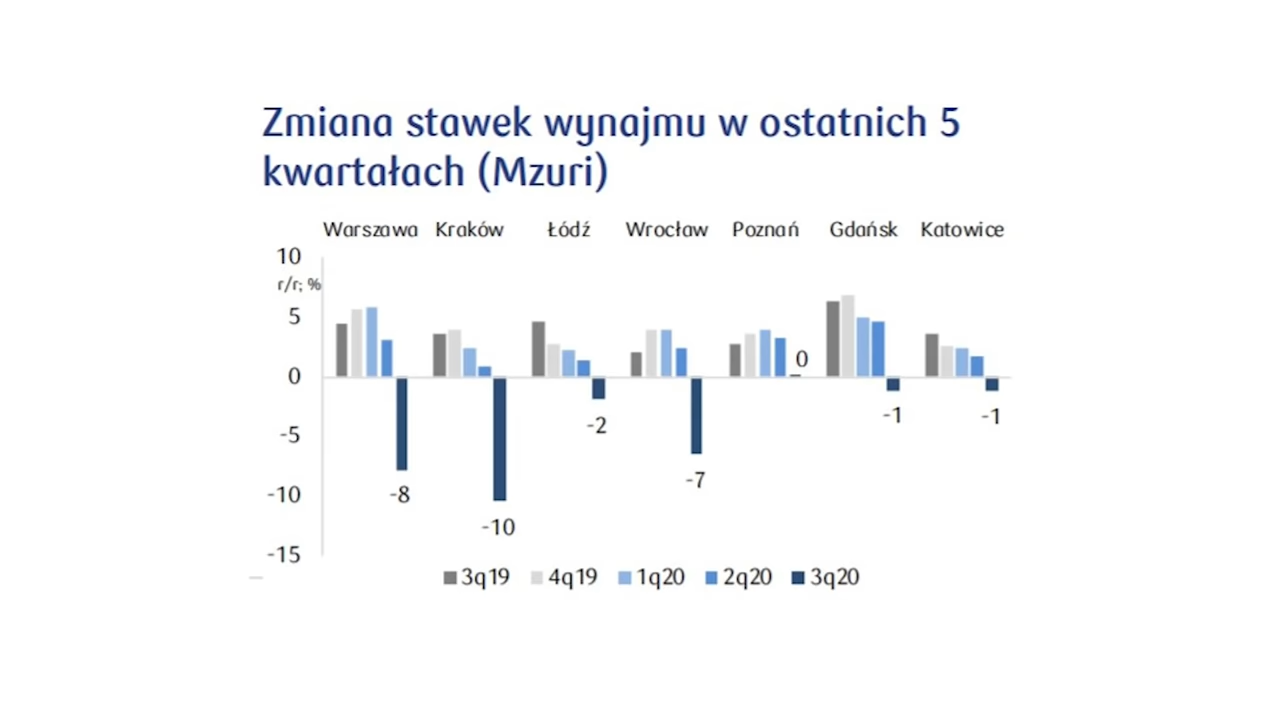 Zmiana stawek wynajmu w ostatnich 5
kwartałach (Mzuri)
Warszawa Kraków Łódź Wrocław Poznań Gdańsk Katowice
10
r/r; %
5
0
-5
-10
-15
-8
-10
-2
-7
0
-1
-1
3q19 4q19 1q20 2q20 3q20